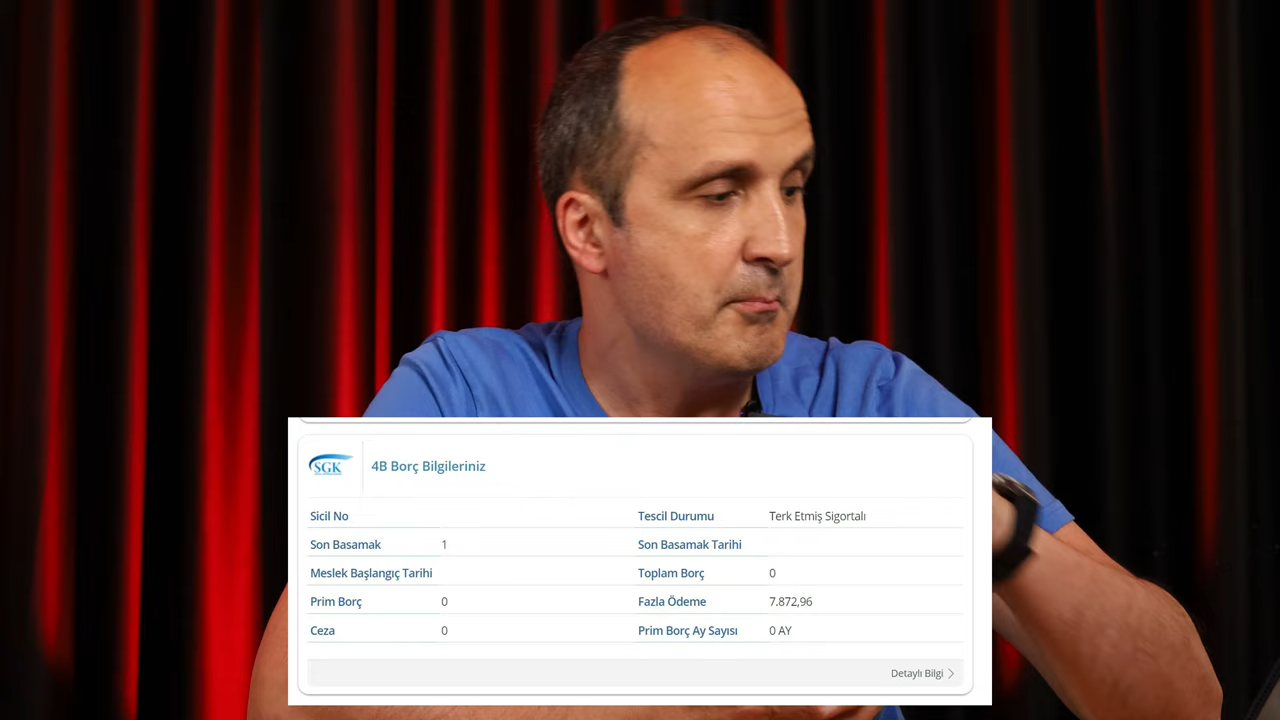 SGK
4B Borç Bilgileriniz
Sicil No
Tescil Durumu Terk Etmiş Sigortalı
Son Basamak 1
Son Basamak Tarihi
Meslek Başlangıç Tarihi
Toplam Borç 0
Prim Borç 0
Fazla Ödeme 7.872,96
Ceza 0
Prim Borç Ay Sayısı 0 AY
Detaylı Bilgi